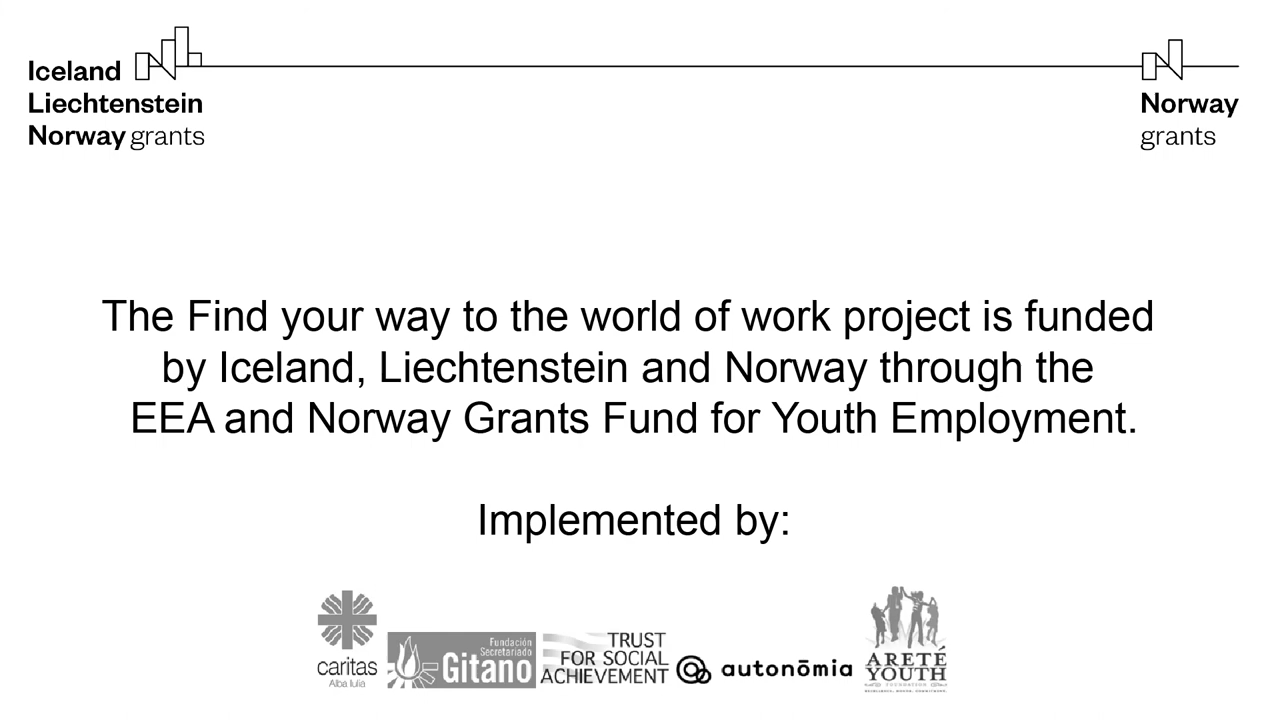 Iceland
Liechtenstein
Norway grants
Norway
grants
The Find your way to the world of work project is funded
by Iceland, Liechtenstein and Norway through the
EEA and Norway Grants Fund for Youth Employment.
Implemented by:
caritas
Alba Iulia
Fundación
Secretariado
Gitano
TRUST
FOR SOCIAL
ACHIEVEMENT
autonōmia
ARETÉ
YOUTH
FOUNDATION